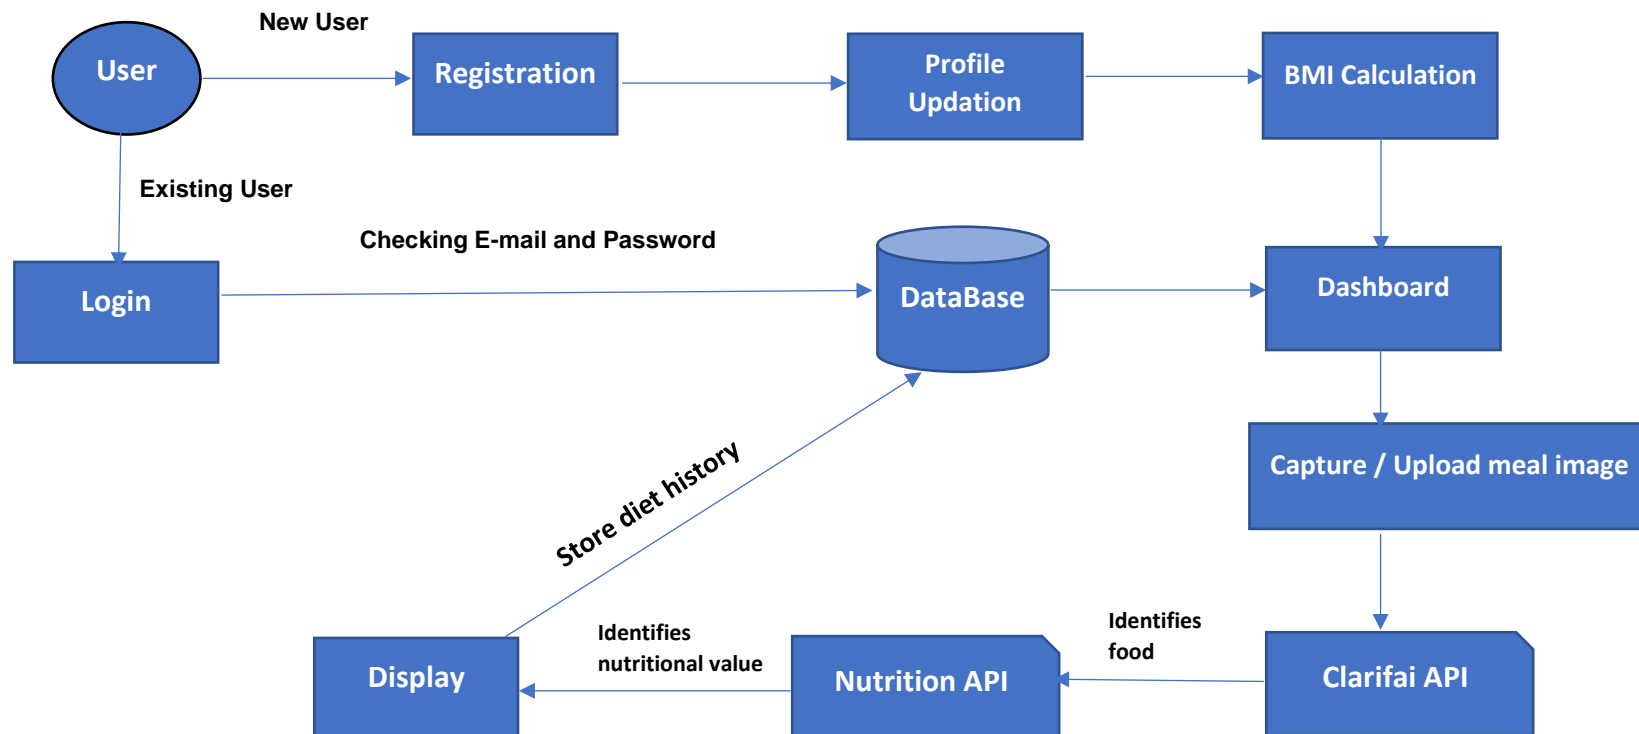 New User
User
Registration
Profile
Updation
BMI Calculation
Existing User
Checking E-mail and Password
Login
DataBase
Dashboard
Store diet history
Capture / Upload meal image
Identifies
nutritional value
Identifies
food
Display
Nutrition API
Clarifai API